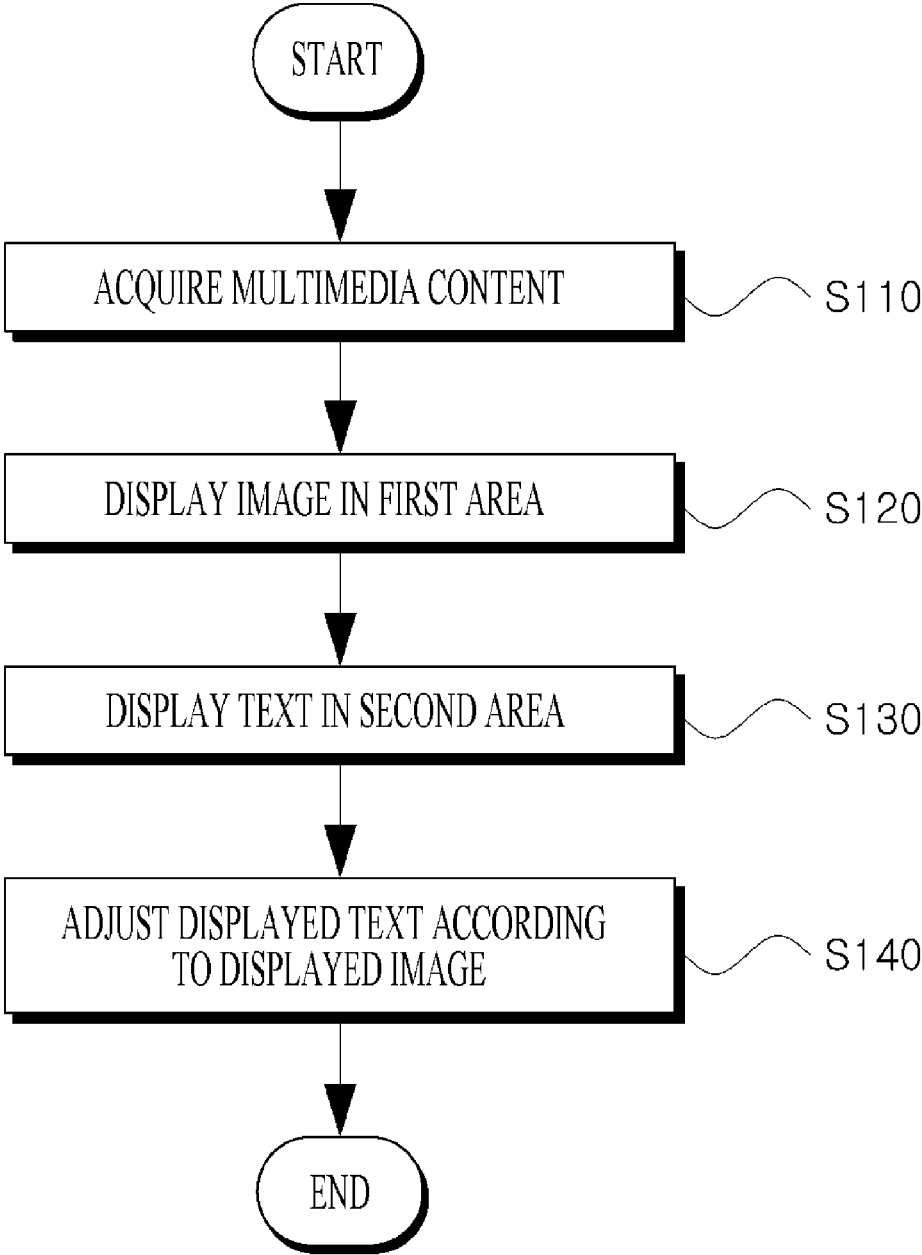 START
ACQUIRE MULTIMEDIA CONTENT
S110
DISPLAY IMAGE IN FIRST AREA
S120
DISPLAY TEXT IN SECOND AREA
S130
ADJUST DISPLAYED TEXT ACCORDING
TO DISPLAYED IMAGE
S140
END